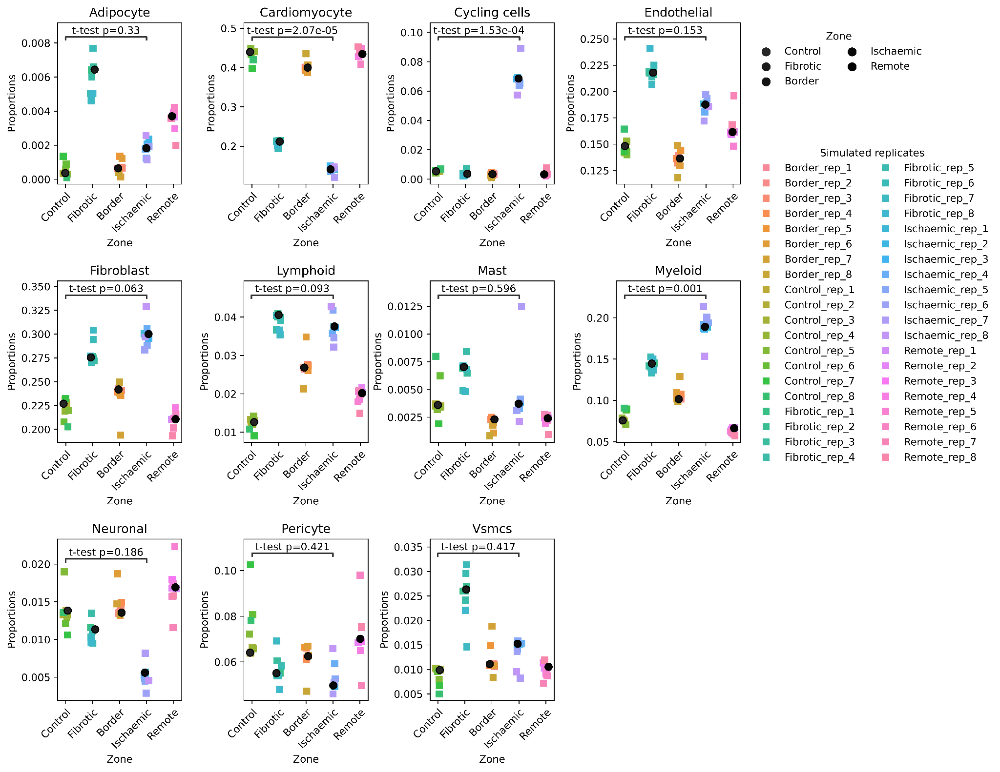 Adipocyte
t-test p=0.33
Proportions
0.008
0.006
0.004
0.002
0.000
Control
Fibrotic
Border
Ischaemic
Remote
Zone
Cardiomyocyte
t-test p=2.07e-05
Proportions
0.5
0.4
0.3
0.2
Control
Fibrotic
Border
Ischaemic
Remote
Zone
Cycling cells
t-test p=1.53e-04
Proportions
0.10
0.08
0.06
0.04
0.02
0.00
Control
Fibrotic
Border
Ischaemic
Remote
Zone
Endothelial
t-test p=0.153
Proportions
0.250
0.225
0.200
0.175
0.150
0.125
Control
Fibrotic
Border
Ischaemic
Remote
Zone
Zone
Control
Fibrotic
Border
Ischaemic
Remote
Simulated replicates
Border_rep_1
Border_rep_2
Border_rep_3
Border_rep_4
Border_rep_5
Border_rep_6
Border_rep_7
Border_rep_8
Control_rep_1
Control_rep_2
Control_rep_3
Control_rep_4
Control_rep_5
Control_rep_6
Control_rep_7
Control_rep_8
Fibrotic_rep_1
Fibrotic_rep_2
Fibrotic_rep_3
Fibrotic_rep_4
Fibrotic_rep_5
Fibrotic_rep_6
Fibrotic_rep_7
Fibrotic_rep_8
Ischaemic_rep_1
Ischaemic_rep_2
Ischaemic_rep_3
Ischaemic_rep_4
Ischaemic_rep_5
Ischaemic_rep_6
Ischaemic_rep_7
Ischaemic_rep_8
Remote_rep_1
Remote_rep_2
Remote_rep_3
Remote_rep_4
Remote_rep_5
Remote_rep_6
Remote_rep_7
Remote_rep_8
Fibroblast
t-test p=0.063
Proportions
0.350
0.325
0.300
0.275
0.250
0.225
0.200
Control
Fibrotic
Border
Ischaemic
Remote
Zone
Lymphoid
t-test p=0.093
Proportions
0.04
0.03
0.02
0.01
Control
Fibrotic
Border
Ischaemic
Remote
Zone
Mast
t-test p=0.596
Proportions
0.0125
0.0100
0.0075
0.0050
0.0025
Control
Fibrotic
Border
Ischaemic
Remote
Zone
Myeloid
t-test p=0.001
Proportions
0.20
0.15
0.10
0.05
Control
Fibrotic
Border
Ischaemic
Remote
Zone
Neuronal
t-test p=0.186
Proportions
0.020
0.015
0.010
0.005
Control
Fibrotic
Border
Ischaemic
Remote
Zone
Pericyte
t-test p=0.421
Proportions
0.10
0.08
0.06
Control
Fibrotic
Border
Ischaemic
Remote
Zone
Vsmcs
t-test p=0.417
Proportions
0.035
0.030
0.025
0.020
0.015
0.010
0.005
Control
Fibrotic
Border
Ischaemic
Remote
Zone